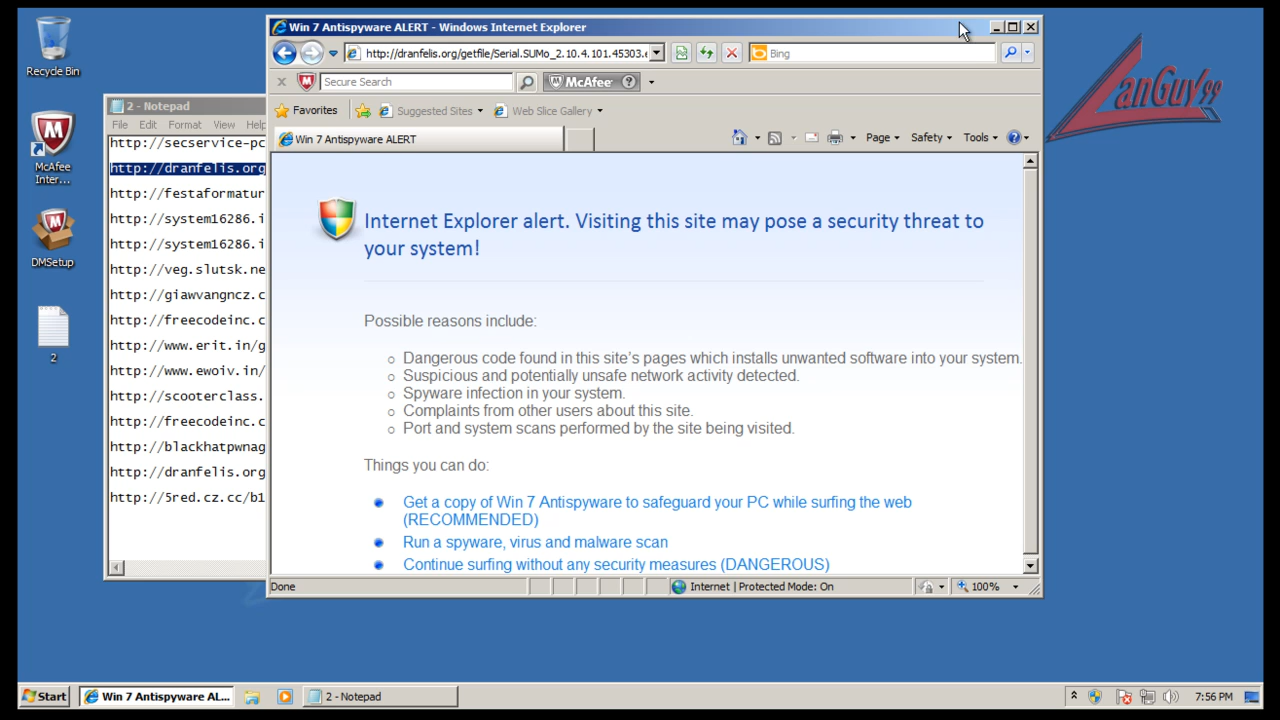 Recycle Bin
McAfee
Inter...
DMSetup
2
2 - Notepad
File Edit Format View Help
http://secservice-pc
http://dranfelis.org
http://festaformatur
http://system16286.i
http://system16286.i
http://veg.slutsk.ne
http://giawvangncz.c
http://freecodeinc.c
http://www.erit.in/g
http://www.ewoiv.in/
http://scooterclass.
http://freecodeinc.c
http://blackhatpwnag
http://dranfelis.org
http://5red.cz.cc/b1
Win 7 Antispyware ALERT - Windows Internet Explorer
http://dranfelis.org/getfile/Serial.SUMo_2.10.4.101.45303.e
Bing
Secure Search
McAfee ?
Favorites Suggested Sites Web Slice Gallery
Win 7 Antispyware ALERT
Page Safety Tools
Internet Explorer alert. Visiting this site may pose a security threat to
your system!
Possible reasons include:
Dangerous code found in this site's pages which installs unwanted software into your system.
Suspicious and potentially unsafe network activity detected.
Spyware infection in your system.
Complaints from other users about this site.
Port and system scans performed by the site being visited.
Things you can do:
Get a copy of Win 7 Antispyware to safeguard your PC while surfing the web
(RECOMMENDED)
Run a spyware, virus and malware scan
Continue surfing without any security measures (DANGEROUS)
Done
Internet | Protected Mode: On
100%
LanGuy99
Start
Win 7 Antispyware AL...
2 - Notepad
7:56 PM